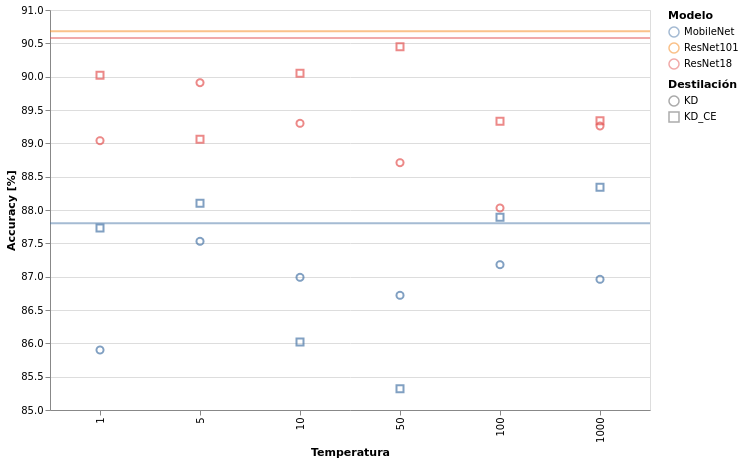 91.0
90.5
90.0
89.5
89.0
88.5
88.0
87.5
87.0
86.5
86.0
85.5
85.0
Accuracy [%]
1
5
10
50
100
1000
Temperatura
Modelo
MobileNet
ResNet101
ResNet18
Destilación
KD
KD_CE